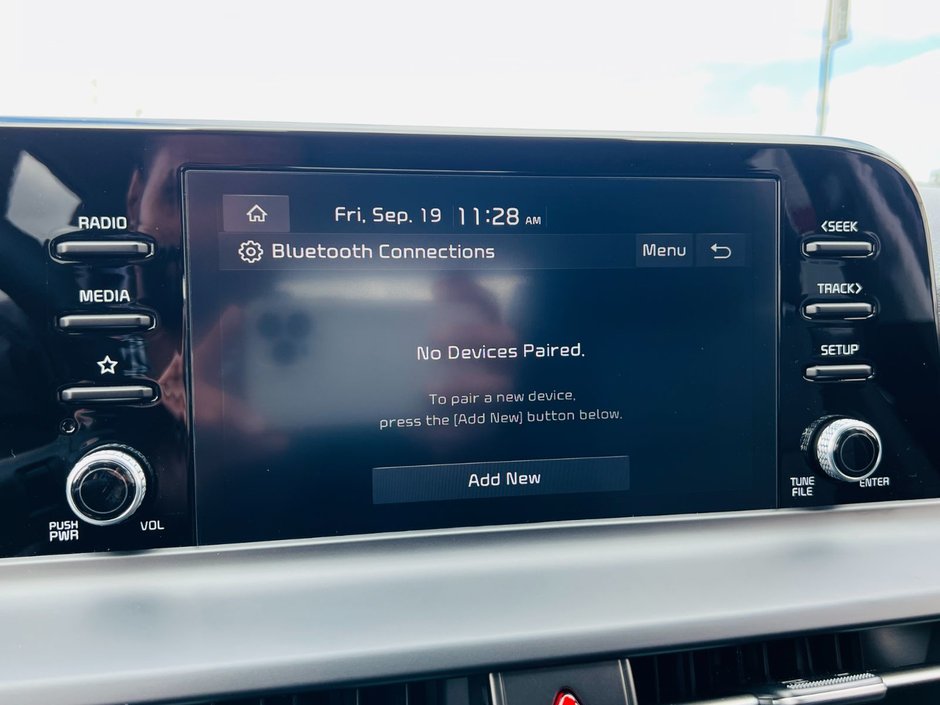 RADIO
MEDIA
PUSH
PWR
VOL
Fri, Sep. 19 11:28 AM
Bluetooth Connections Menu
No Devices Paired.
To pair a new device,
press the [Add New] button below.
Add New
<SEEK
TRACK>
SETUP
TUNE
FILE
ENTER